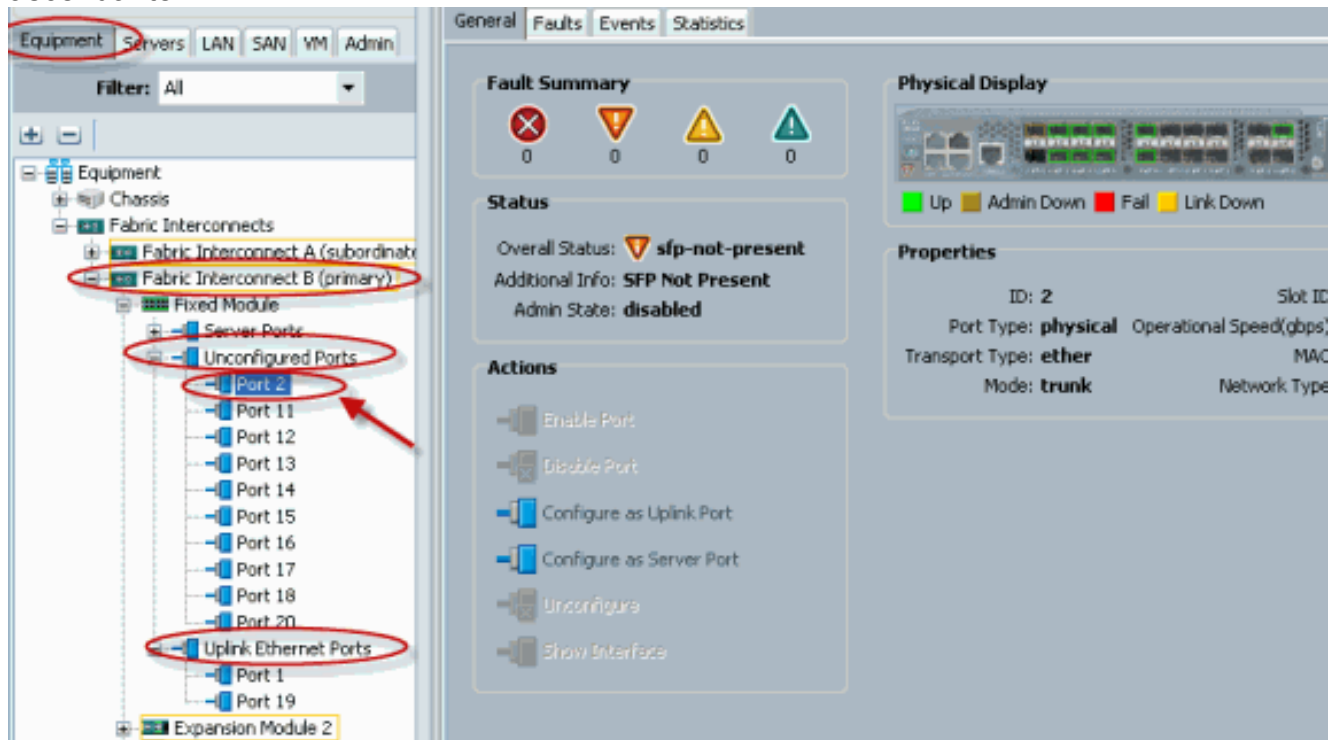 General Faults Events Statistics
Equipment Servers LAN SAN VM Admin
Filter: All
Equipment
Chassis
Fabric Interconnects
Fabric Interconnect A (subordinate
Fabric Interconnect B (primary)
Fixed Module
Server Ports
Unconfigured Ports
Port 2
Port 11
Port 12
Port 13
Port 14
Port 15
Port 16
Port 17
Port 18
Port 20
Uplink Ethernet Ports
Port 1
Port 19
Expansion Module 2
Fault Summary
0 0 0 0
Status
Overall Status: sfp-not-present
Additional Info: SFP Not Present
Admin State: disabled
Actions
Enable Port
Disable Port
Configure as Uplink Port
Configure as Server Port
Unconfigure
Show Interface
Physical Display
Up Admin Down Fail Link Down
Properties
ID: 2 Slot ID
Port Type: physical Operational Speed(gbps)
Transport Type: ether MAC
Mode: trunk Network Type